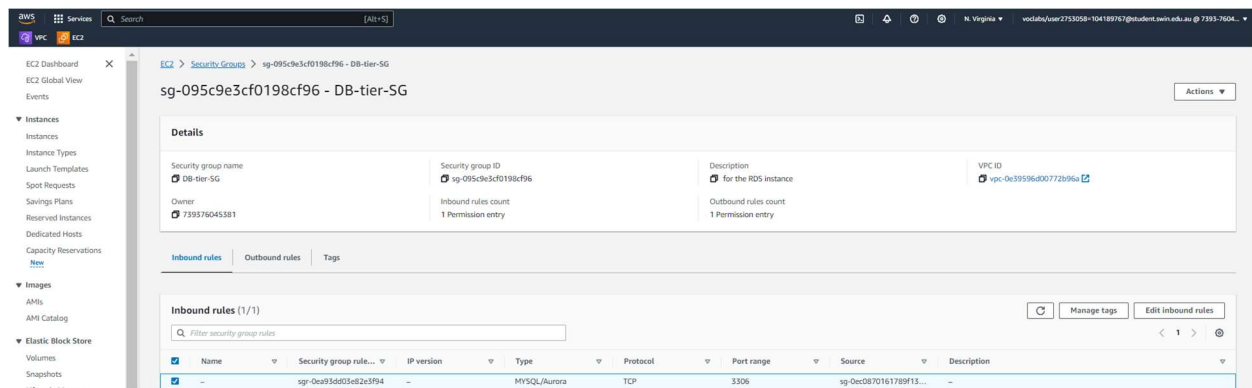 aws Services Search [Alt+S] N. Virginia voclabs/user2753058=104189767@student.swin.edu.au @ 7393-7604...
VPC EC2
EC2 Dashboard
EC2 Global View
Events
Instances
Instances
Instance Types
Launch Templates
Spot Requests
Savings Plans
Reserved Instances
Dedicated Hosts
Capacity Reservations
New
Images
AMIs
AMI Catalog
Elastic Block Store
Volumes
Snapshots
EC2 > Security Groups > sg-095c9e3cf0198cf96 - DB-tier-SG
sg-095c9e3cf0198cf96 - DB-tier-SG
Actions
Details
Security group name
DB-tier-SG
Security group ID
sg-095c9e3cf0198cf96
Description
for the RDS instance
VPC ID
vpc-0e39596d00772b96a
Owner
739376045381
Inbound rules count
1 Permission entry
Outbound rules count
1 Permission entry
Inbound rules Outbound rules Tags
Inbound rules (1/1)
Manage tags Edit inbound rules
Filter security group rules
1
Name Security group rule... IP version Type Protocol Port range Source Description
– sgr-0ea93dd03e82e3f94 – MYSQL/Aurora TCP 3306 sg-0ec0870161789f13... –